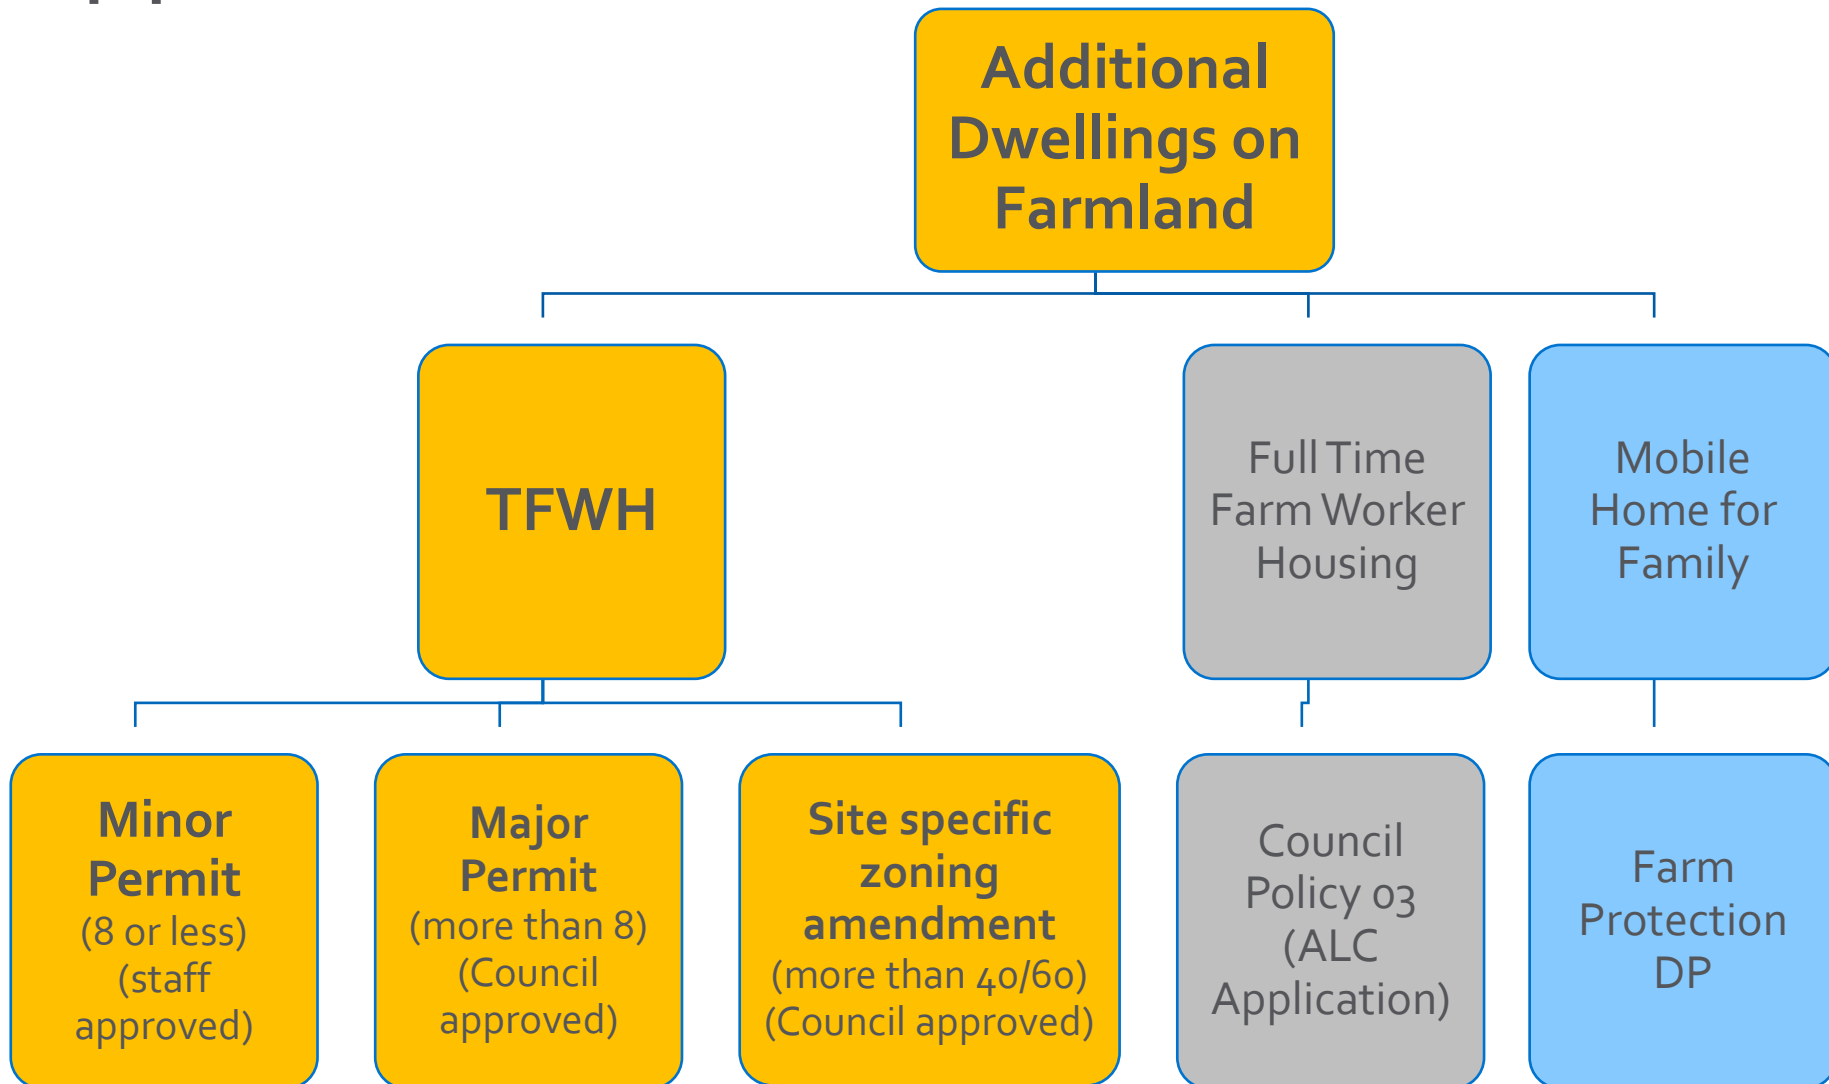 Additional
Dwellings on
Farmland
TFWH
Full Time
Farm Worker
Housing
Mobile
Home for
Family
Minor
Permit
(8 or less)
(staff
approved)
Major
Permit
(more than 8)
(Council
approved)
Site specific
zoning
amendment
(more than 40/60)
(Council approved)
Council
Policy 03
(ALC
Application)
Farm
Protection
DP